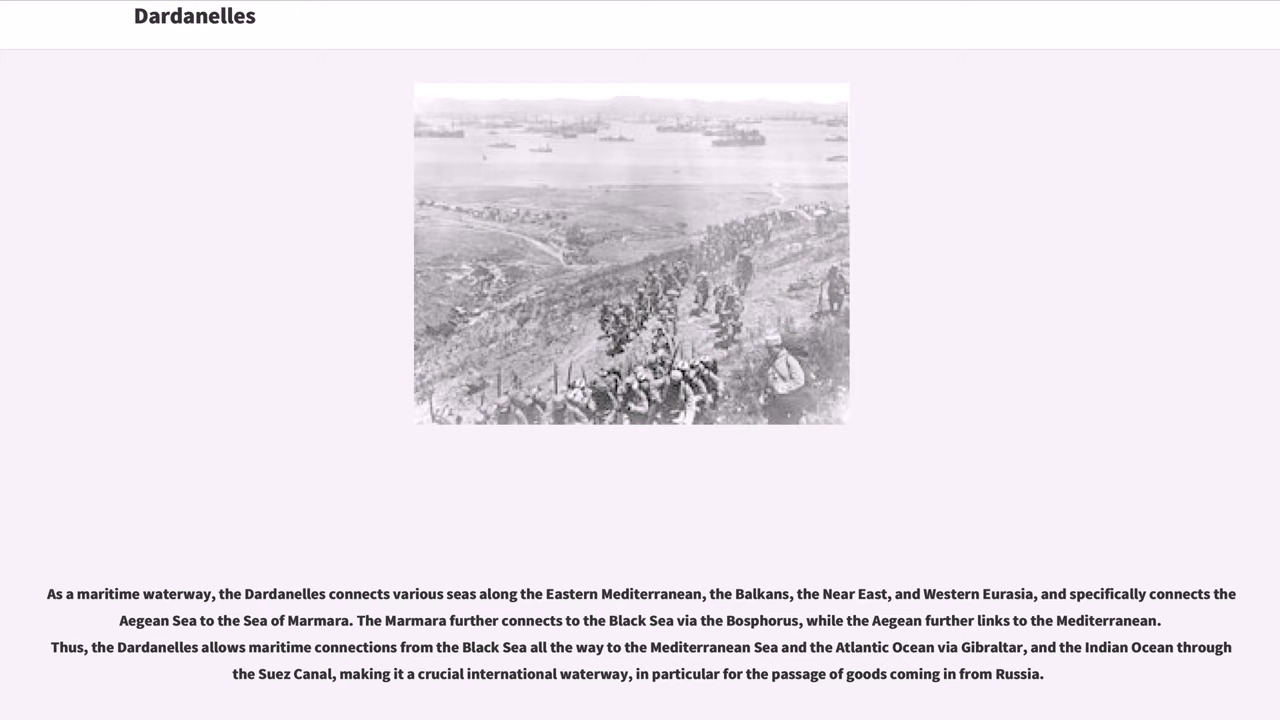 Dardanelles
As a maritime waterway, the Dardanelles connects various seas along the Eastern Mediterranean, the Balkans, the Near East, and Western Eurasia, and specifically connects the
Aegean Sea to the Sea of Marmara. The Marmara further connects to the Black Sea via the Bosphorus, while the Aegean further links to the Mediterranean.
Thus, the Dardanelles allows maritime connections from the Black Sea all the way to the Mediterranean Sea and the Atlantic Ocean via Gibraltar, and the Indian Ocean through
the Suez Canal, making it a crucial international waterway, in particular for the passage of goods coming in from Russia.